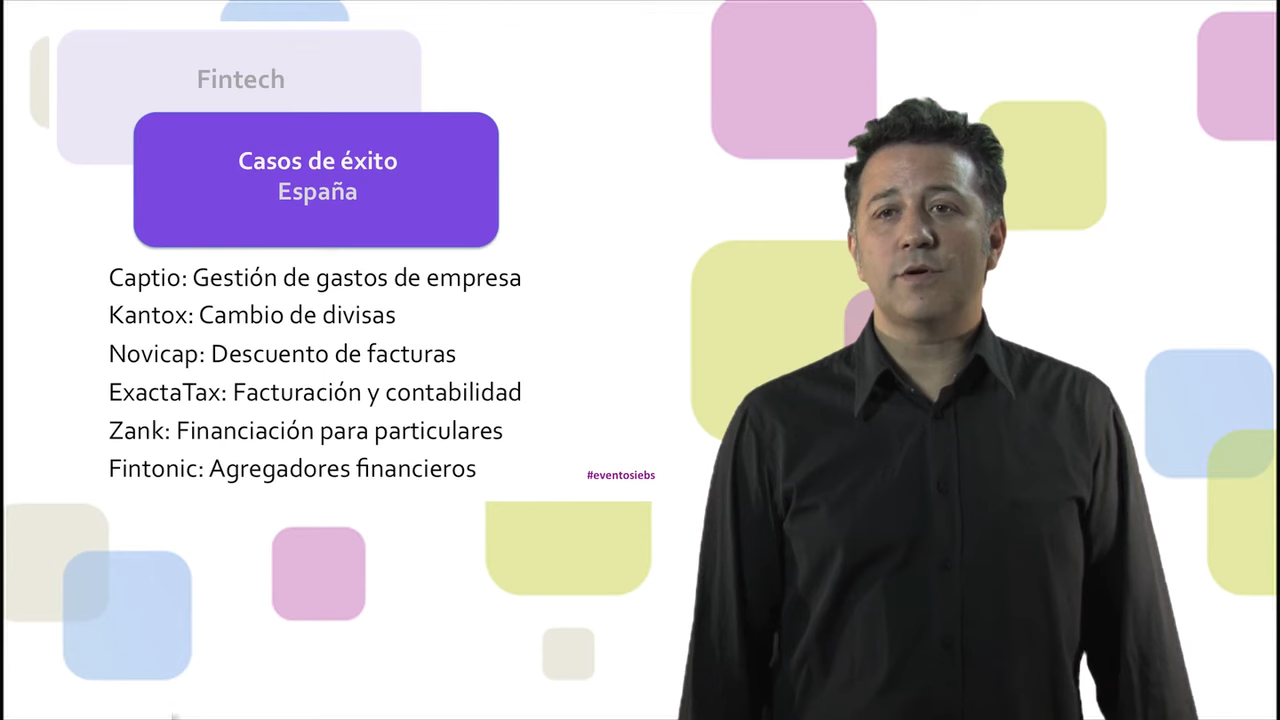 Fintech
Casos de éxito
España
Captio: Gestión de gastos de empresa
Kantox: Cambio de divisas
Novicap: Descuento de facturas
ExactaTax: Facturación y contabilidad
Zank: Financiación para particulares
Fintonic: Agregadores financieros
#eventosiebs